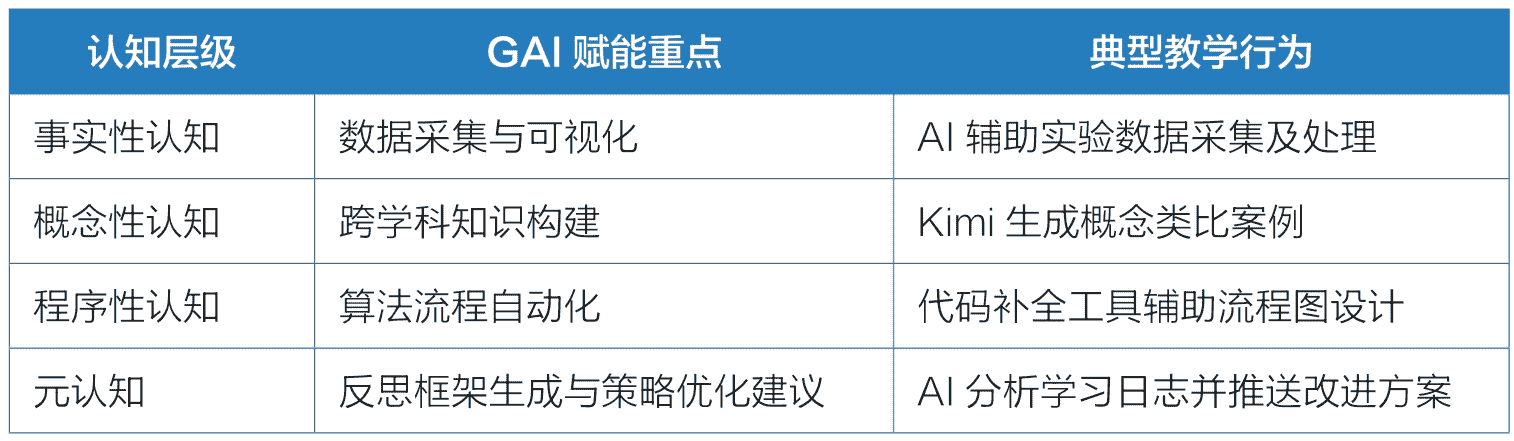 认知层级 GAI 赋能重点 典型教学行为
事实性认知 数据采集与可视化 AI 辅助实验数据采集及处理
概念性认知 跨学科知识构建 Kimi 生成概念类比案例
程序性认知 算法流程自动化 代码补全工具辅助流程图设计
元认知 反思框架生成与策略优化建议 AI 分析学习日志并推送改进方案